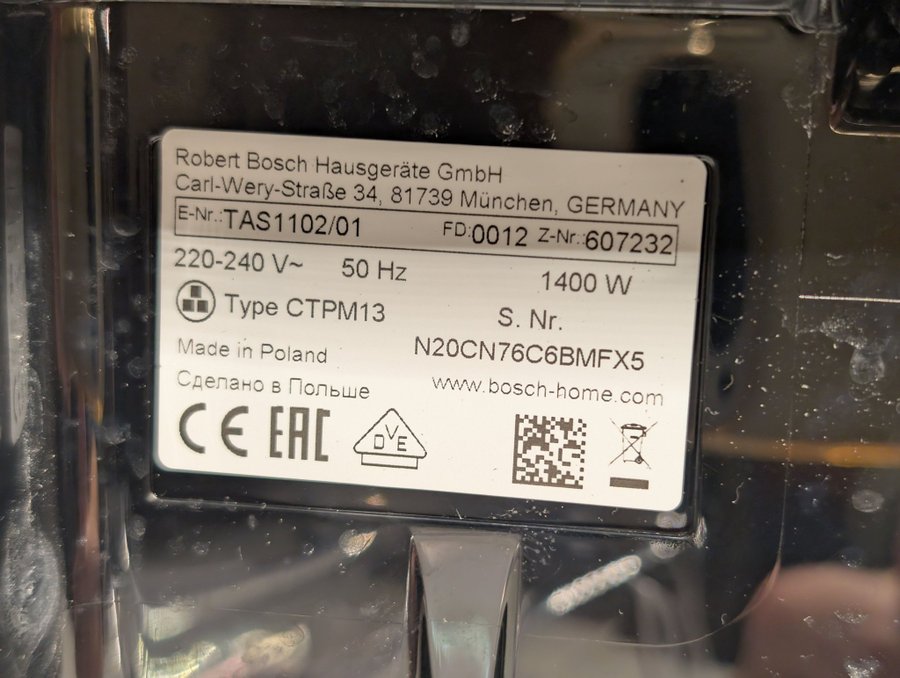 Robert Bosch Hausgeräte GmbH
Carl-Wery-Straße 34, 81739 München, GERMANY
E-Nr.:TAS1102/01 FD:0012 Z-Nr.:607232
220-240 V~ 50 Hz 1400 W
Type CTPM13 S. Nr.
Made in Poland N20CN76C6BMFX5
Сделано в Польше www.bosch-home.com
CE EAC DVE